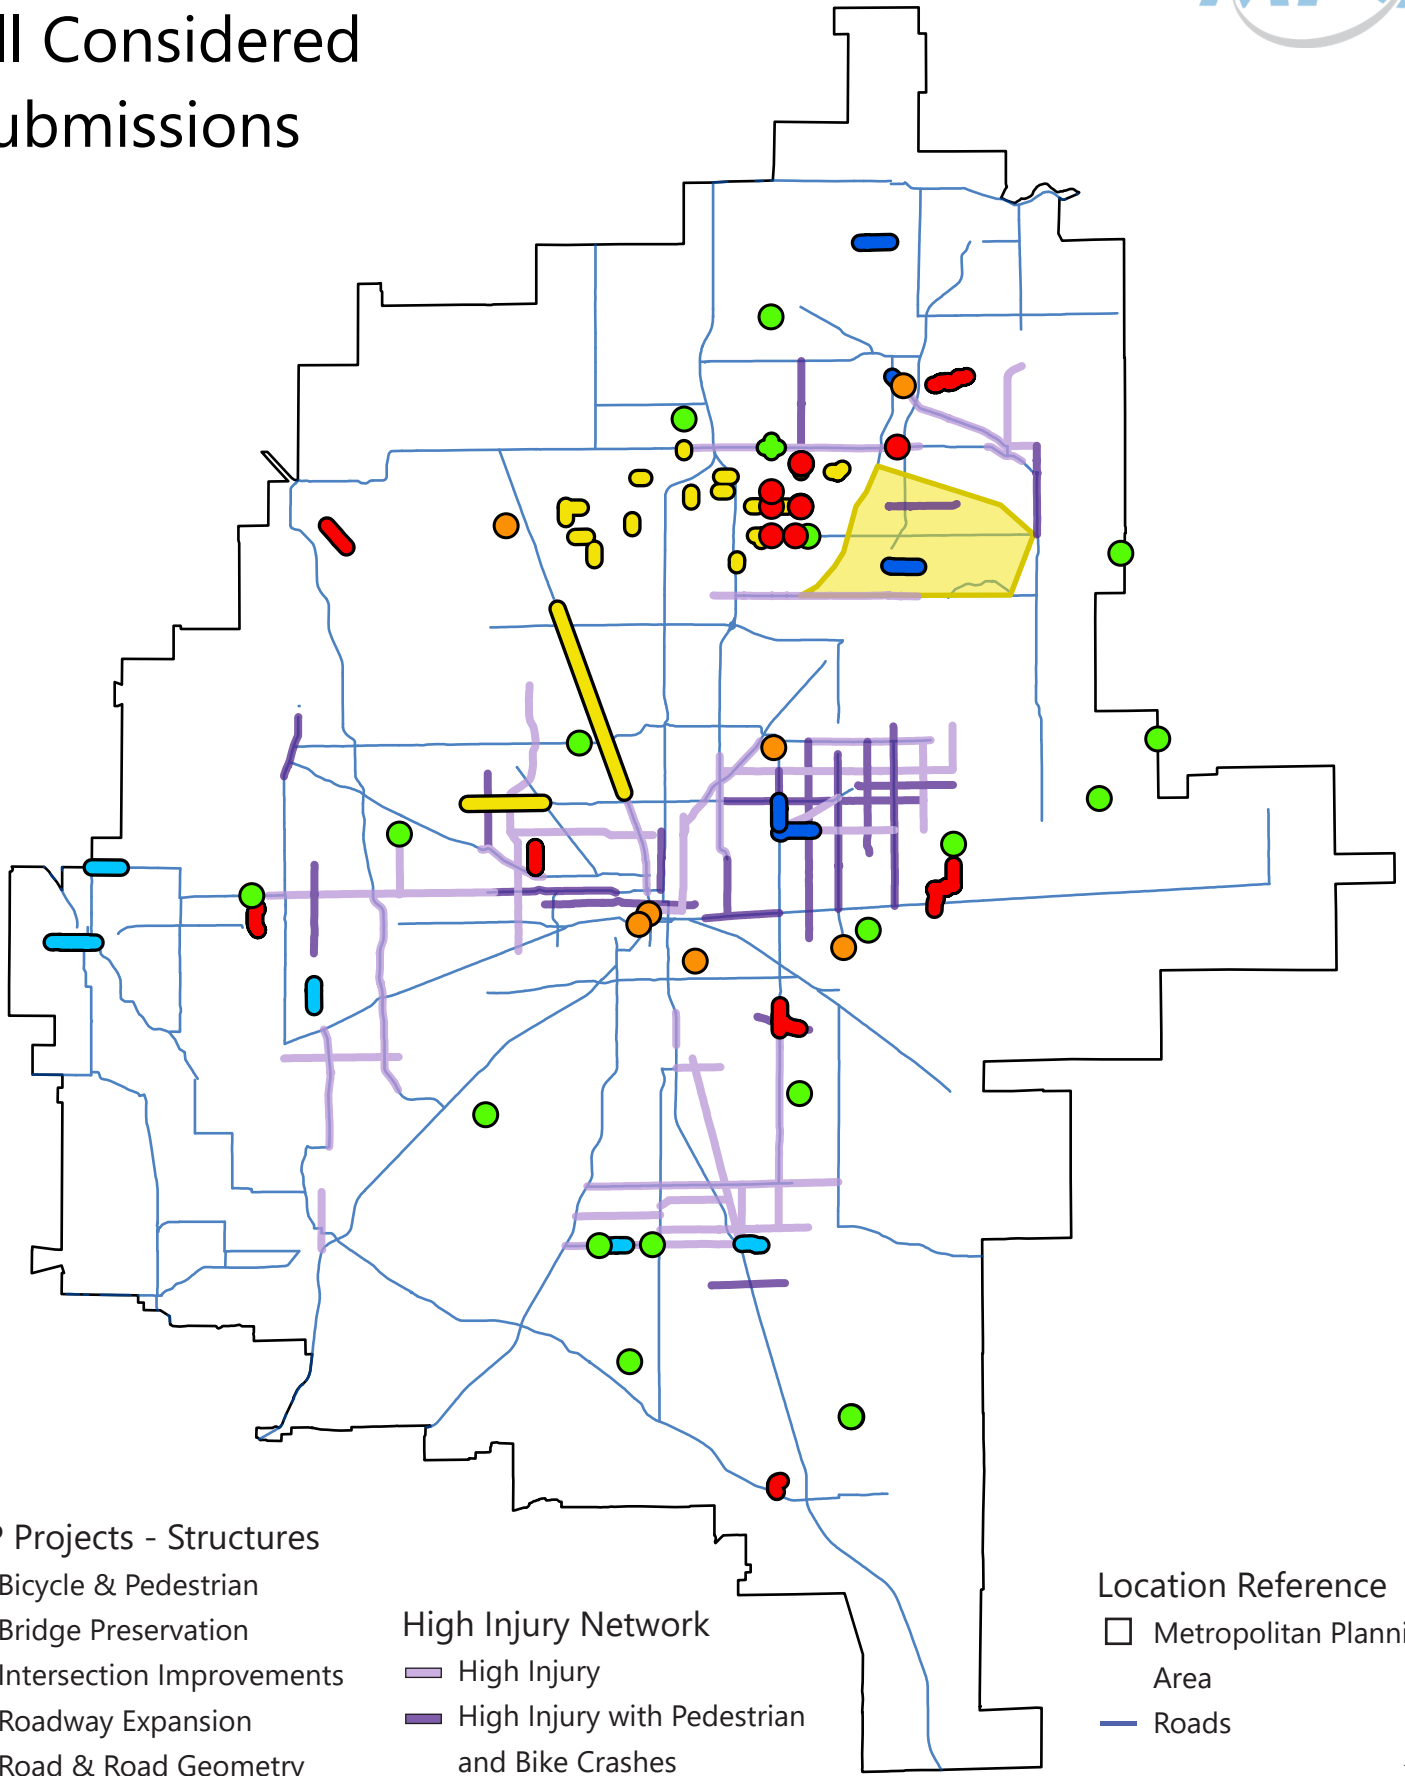 ll Considered
ubmissions
P Projects - Structures
Bicycle & Pedestrian
Bridge Preservation
Intersection Improvements
Roadway Expansion
Road & Road Geometry
High Injury Network
High Injury
High Injury with Pedestrian
and Bike Crashes
Location Reference
Metropolitan Planni
Area
Roads